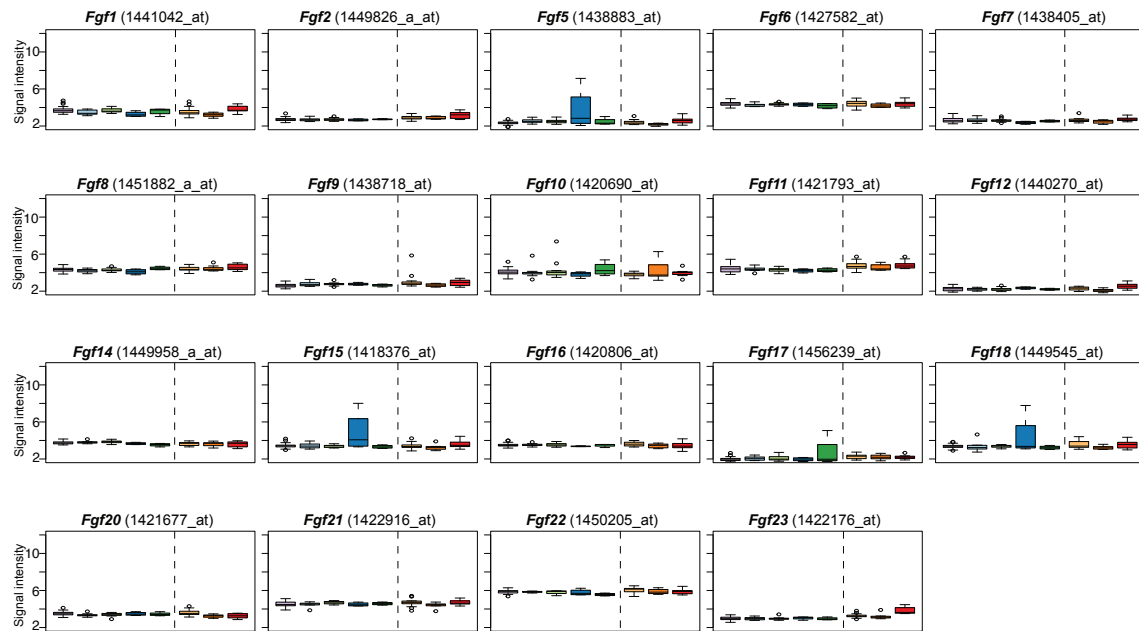 Fgf1 (1441042_at) Fgf2 (1449826_a_at) Fgf5 (1438883_at) Fgf6 (1427582_at) Fgf7 (1438405_at)
Signal intensity
10
6
2
Fgf8 (1451882_a_at) Fgf9 (1438718_at) Fgf10 (1420690_at) Fgf11 (1421793_at) Fgf12 (1440270_at)
Signal intensity
10
6
2
Fgf14 (1449958_a_at) Fgf15 (1418376_at) Fgf16 (1420806_at) Fgf17 (1456239_at) Fgf18 (1449545_at)
Signal intensity
10
6
2
Fgf20 (1421677_at) Fgf21 (1422916_at) Fgf22 (1450205_at) Fgf23 (1422176_at)
Signal intensity
10
6
2